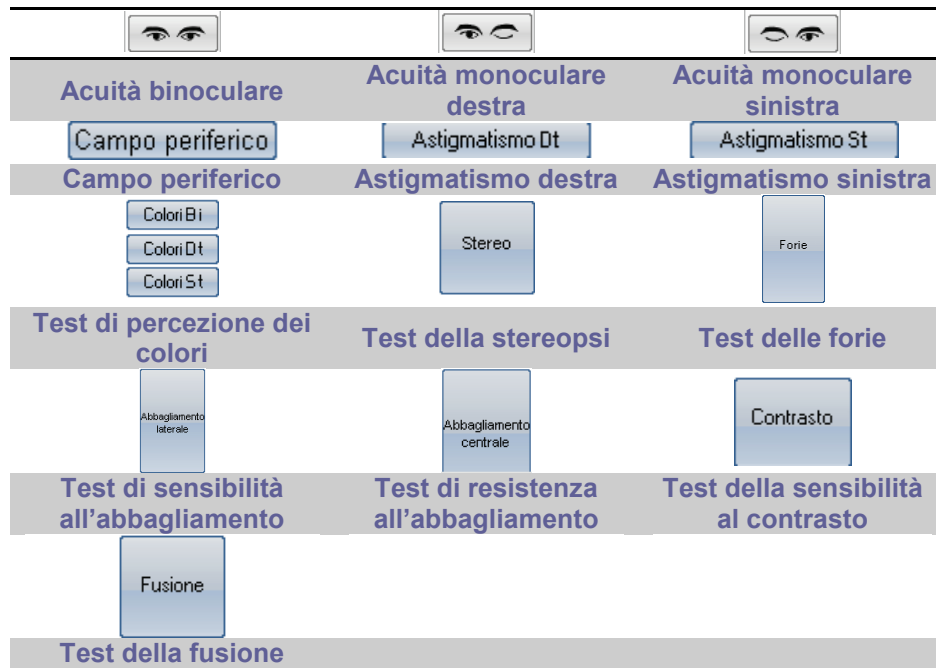 Acuità binoculare
Acuità monoculare
destra
Acuità monoculare
sinistra
Campo periferico
Astigmatismo Dt
Astigmatismo St
Campo periferico
Astigmatismo destra
Astigmatismo sinistra
Colori Bi
Colori Dt
Colori St
Stereo
Forie
Test di percezione dei
colori
Test della stereopsi
Test delle forie
Abbagliamento
laterale
Abbagliamento
centrale
Contrasto
Test di sensibilità
all’abbagliamento
Test di resistenza
all’abbagliamento
Test della sensibilità
al contrasto
Fusione
Test della fusione